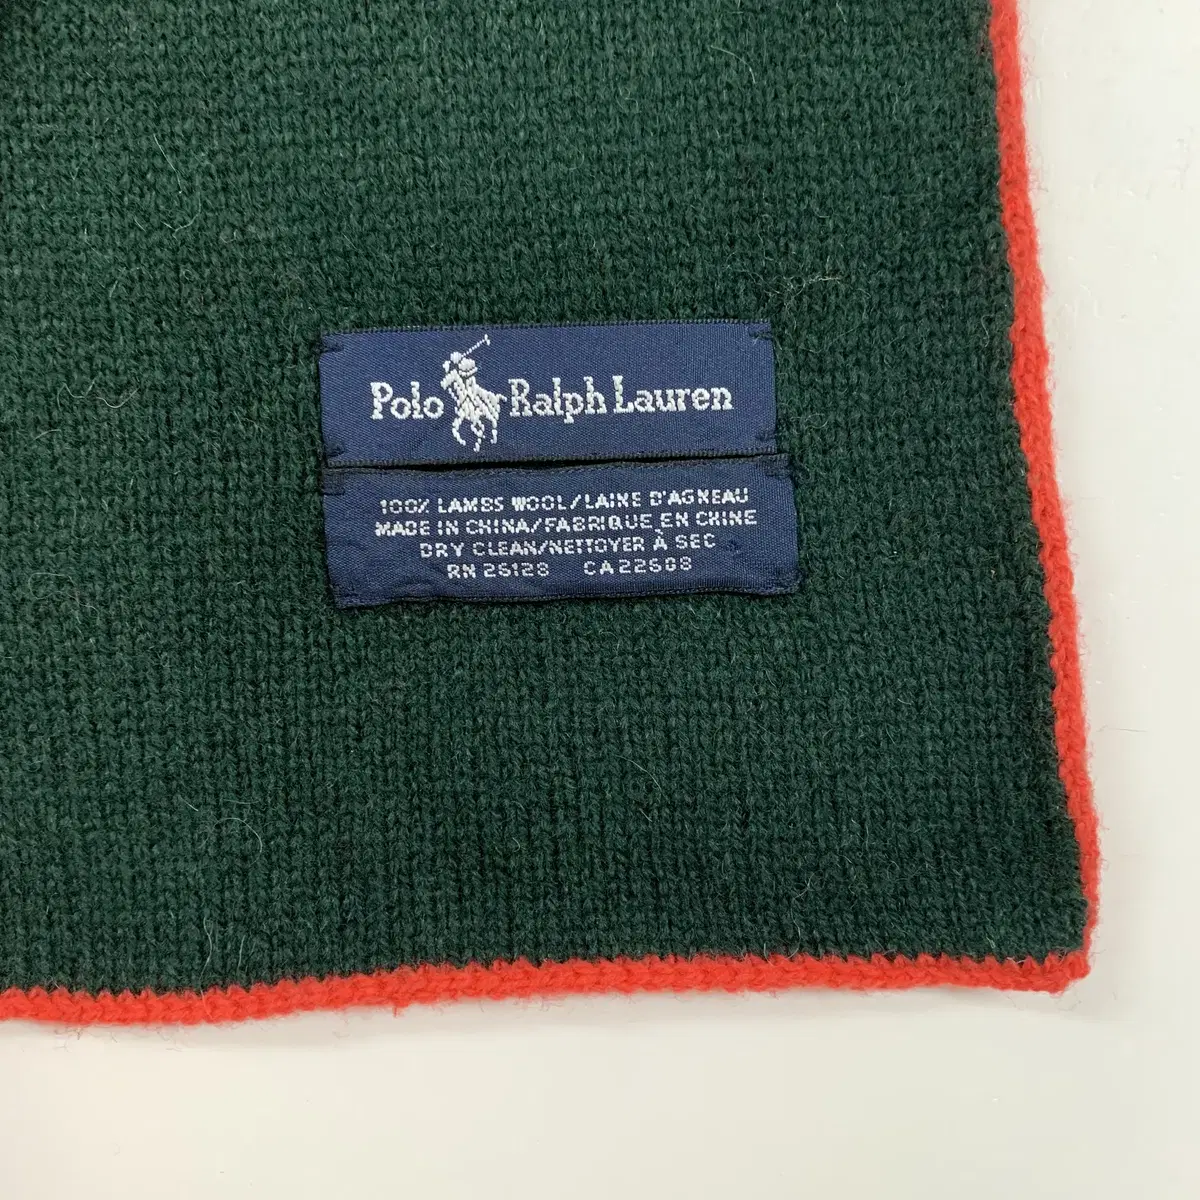 Polo Ralph Lauren
100% LAMBS WOOL/LAINE D'AGNEAU
MADE IN CHINA/FABRIQUE EN CHINE
DRY CLEAN/NETTOYER À SEC
RN 26128 CA 22608